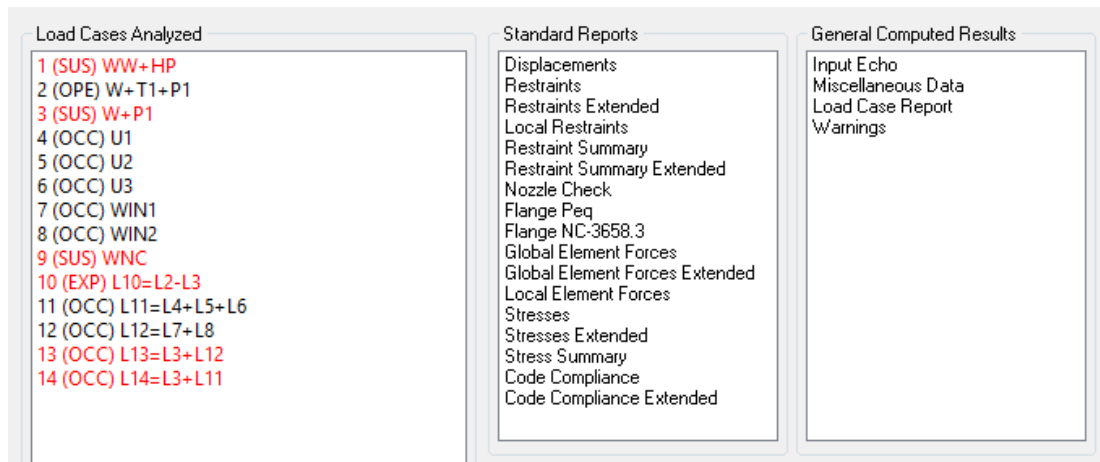 Load Cases Analyzed
1 (SUS) WW+HP
2 (OPE) W+T1+P1
3 (SUS) W+P1
4 (OCC) U1
5 (OCC) U2
6 (OCC) U3
7 (OCC) WIN1
8 (OCC) WIN2
9 (SUS) WNC
10 (EXP) L10=L2-L3
11 (OCC) L11=L4+L5+L6
12 (OCC) L12=L7+L8
13 (OCC) L13=L3+L12
14 (OCC) L14=L3+L11
Standard Reports
Displacements
Restraints
Restraints Extended
Local Restraints
Restraint Summary
Restraint Summary Extended
Nozzle Check
Flange Peq
Flange NC-3658.3
Global Element Forces
Global Element Forces Extended
Local Element Forces
Stresses
Stresses Extended
Stress Summary
Code Compliance
Code Compliance Extended
General Computed Results
Input Echo
Miscellaneous Data
Load Case Report
Warnings